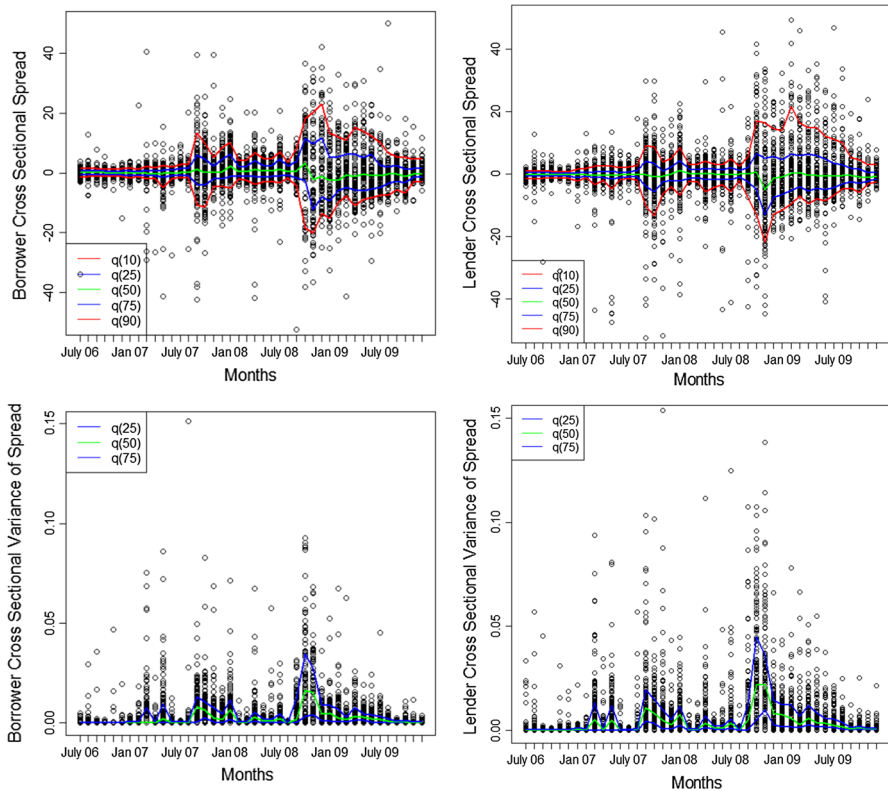 Borrower Cross Sectional Spread
40
20
0
-20
-40
q(10)
q(25)
q(50)
q(75)
q(90)
July 06 Jan 07 July 07 Jan 08 July 08 Jan 09 July 09
Months
Lender Cross Sectional Spread
40
20
0
-20
-40
q(10)
q(25)
q(50)
q(75)
q(90)
July 06 Jan 07 July 07 Jan 08 July 08 Jan 09 July 09
Months
Borrower Cross Sectional Variance of Spread
0.15
0.10
0.05
0.00
q(25)
q(50)
q(75)
July 06 Jan 07 July 07 Jan 08 July 08 Jan 09 July 09
Months
Lender Cross Sectional Variance of Spread
0.15
0.10
0.05
0.00
q(25)
q(50)
q(75)
July 06 Jan 07 July 07 Jan 08 July 08 Jan 09 July 09
Months